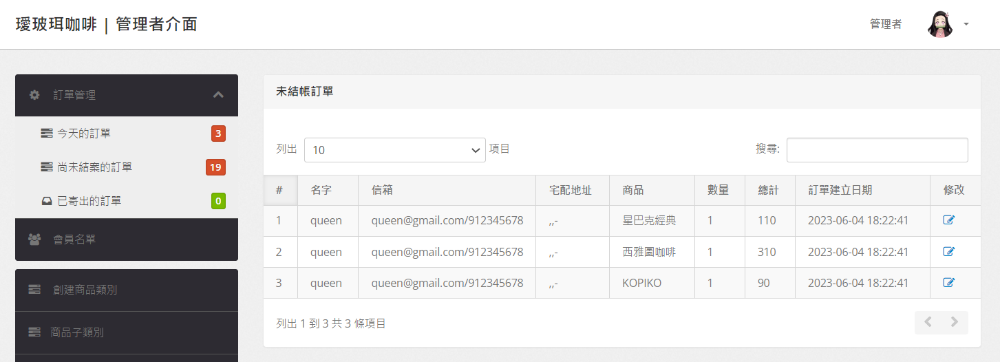 璦玻珥咖啡 | 管理者介面
管理者
訂單管理
今天的訂單 3
尚未結案的訂單 19
已寄出的訂單 0
會員名單
創建商品類別
商品子類別
未結帳訂單
列出 10 項目 搜尋:
# 名字 信箱 宅配地址 商品 數量 總計 訂單建立日期 修改
1 queen queen@gmail.com/912345678 ,,- 星巴克經典 1 110 2023-06-04 18:22:41
2 queen queen@gmail.com/912345678 ,,- 西雅圖咖啡 1 310 2023-06-04 18:22:41
3 queen queen@gmail.com/912345678 ,,- KOPIKO 1 90 2023-06-04 18:22:41
列出 1 到 3 共 3 條項目